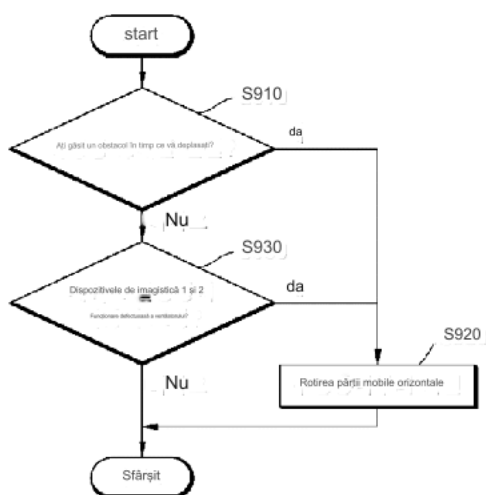 start
S910
Ați găsit un obstacol în timp ce vă deplasați?
da
Nu
S930
Dispozitivele de imagistică 1 și 2
da
Funcționare defectuoasă a ventilatorului?
S920
Rotirea părții mobile orizontale
Nu
Sfârșit